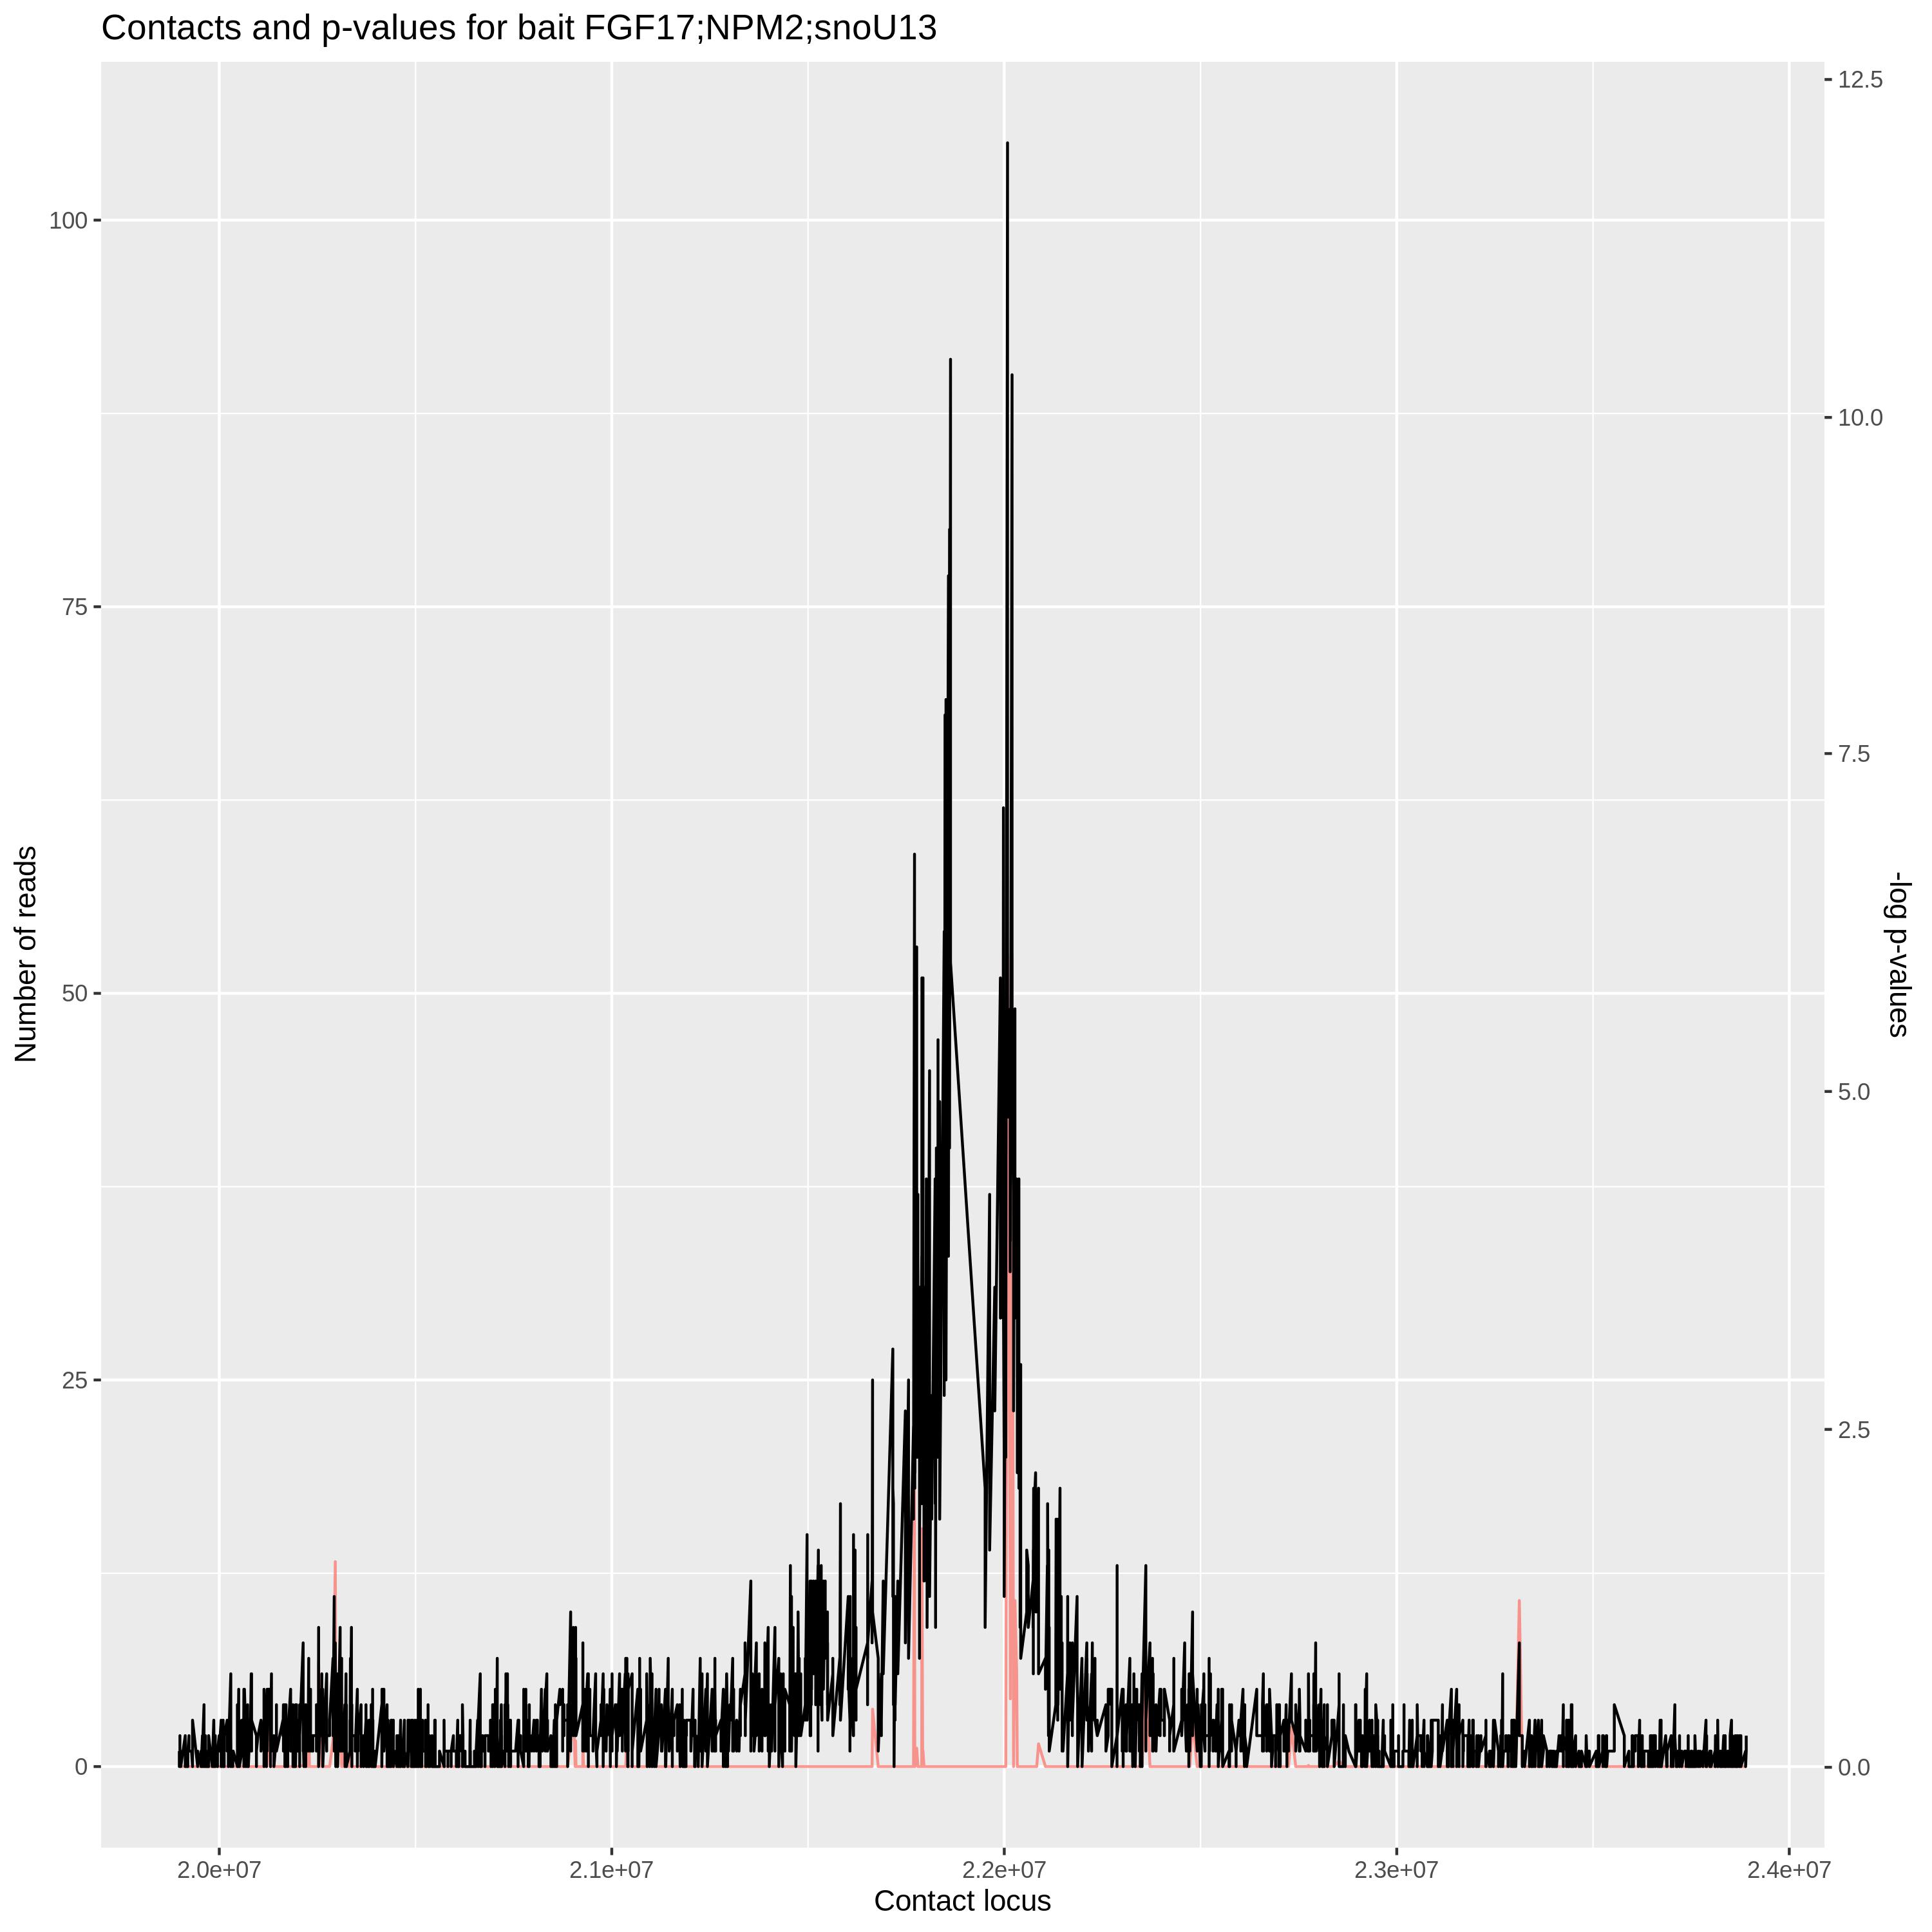 Contacts and p-values for bait FGF17;NPM2;snoU13
12.5
100
10.0
75
7.5
Number of reads
-log p-values
50
5.0
25
2.5
0
0.0
2.0e+07
2.1e+07
2.2e+07
2.3e+07
2.4e+07
Contact locus